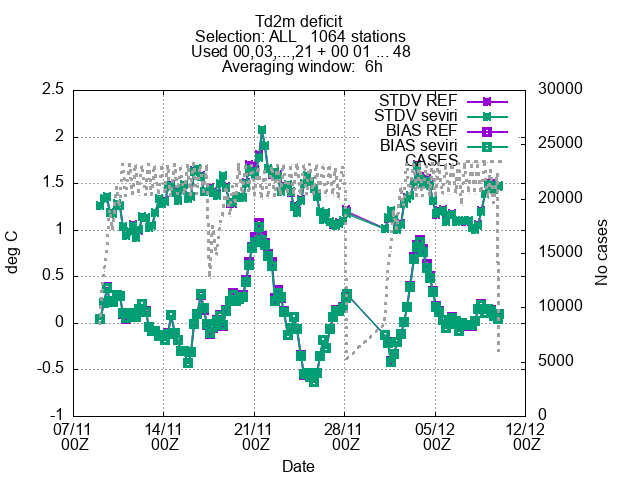 Td2m deficit
Selection: ALL   1064 stations
Used 00,03,...,21 + 00 01 ... 48
Averaging window:  6h
STDV REF
STDV seviri
BIAS REF
BIAS seviri
CASES
deg C
2.5
2
1.5
1
0.5
0
-0.5
-1
30000
25000
20000
15000
10000
5000
0
No cases
07/11 14/11 21/11 28/11 05/12 12/12
00Z 00Z 00Z 00Z 00Z 00Z
Date